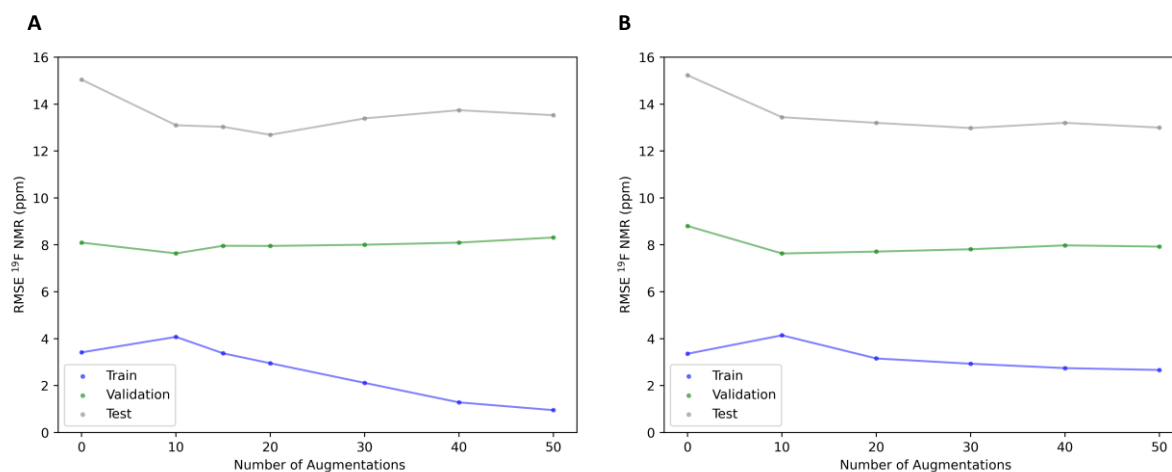 A
16
14
12
10
8
6
4
2
0
RMSE ¹⁹F NMR (ppm)
Train
Validation
Test
0 10 20 30 40 50
Number of Augmentations
B
16
14
12
10
8
6
4
2
0
RMSE ¹⁹F NMR (ppm)
Train
Validation
Test
0 10 20 30 40 50
Number of Augmentations